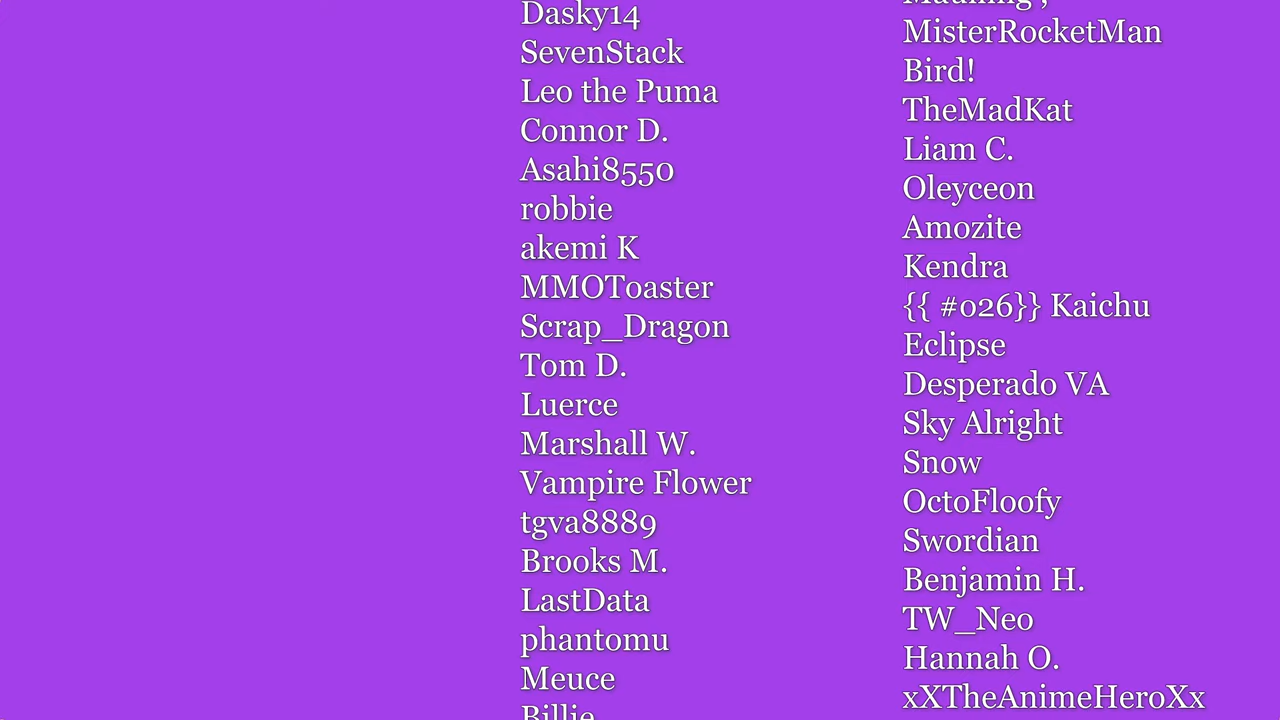 Dasky14
SevenStack
Leo the Puma
Connor D.
Asahi8550
robbie
akemi K
MMOToaster
Scrap_Dragon
Tom D.
Luerce
Marshall W.
Vampire Flower
tgva8889
Brooks M.
LastData
phantomu
Meuce
Billie
MisterRocketMan
Bird!
TheMadKat
Liam C.
Oleyceon
Amozite
Kendra
{{ #026}} Kaichu
Eclipse
Desperado VA
Sky Alright
Snow
OctoFloofy
Swordian
Benjamin H.
TW_Neo
Hannah O.
xXTheAnimeHeroXx